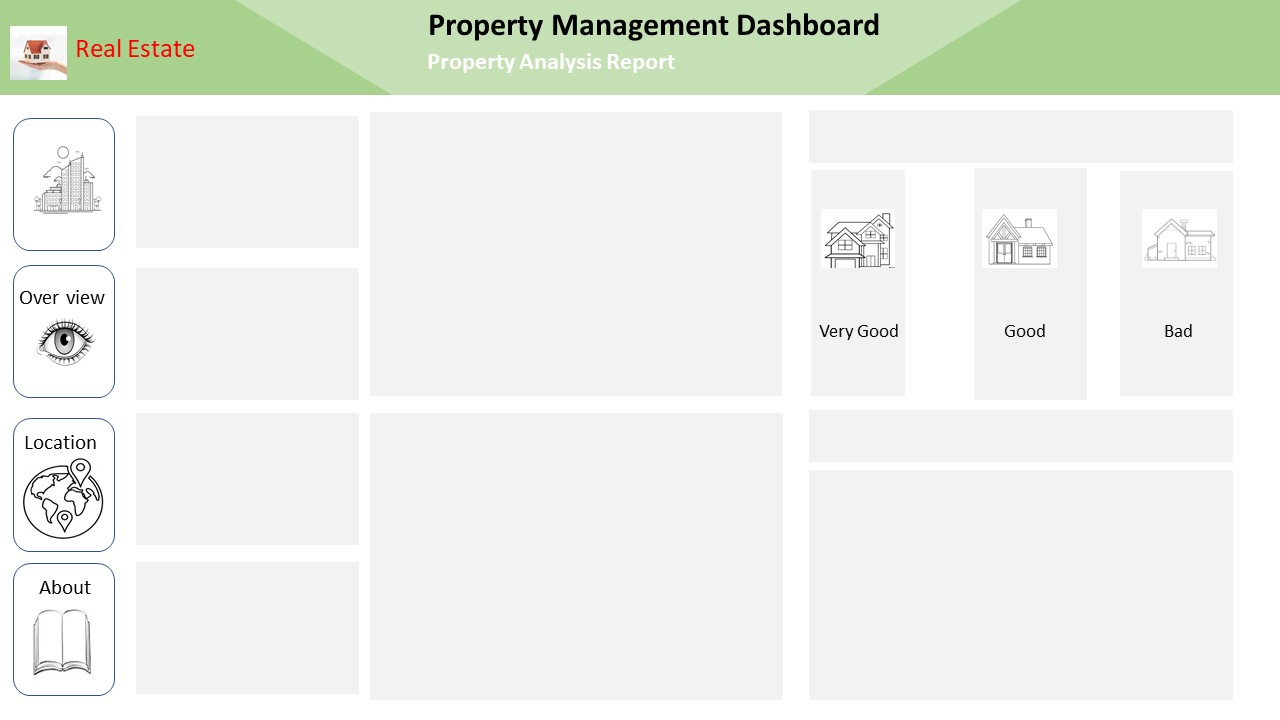 Property Management Dashboard
Real Estate
Property Analysis Report
Over view
Very Good
Good
Bad
Location
About